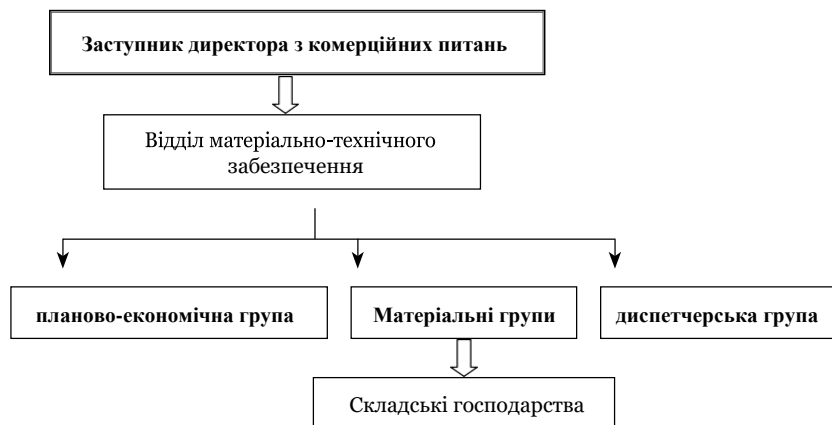 Заступник директора з комерційних питань
Відділ матеріально-технічного
забезпечення
планово-економічна група
Матеріальні групи
диспетчерська група
Складські господарства